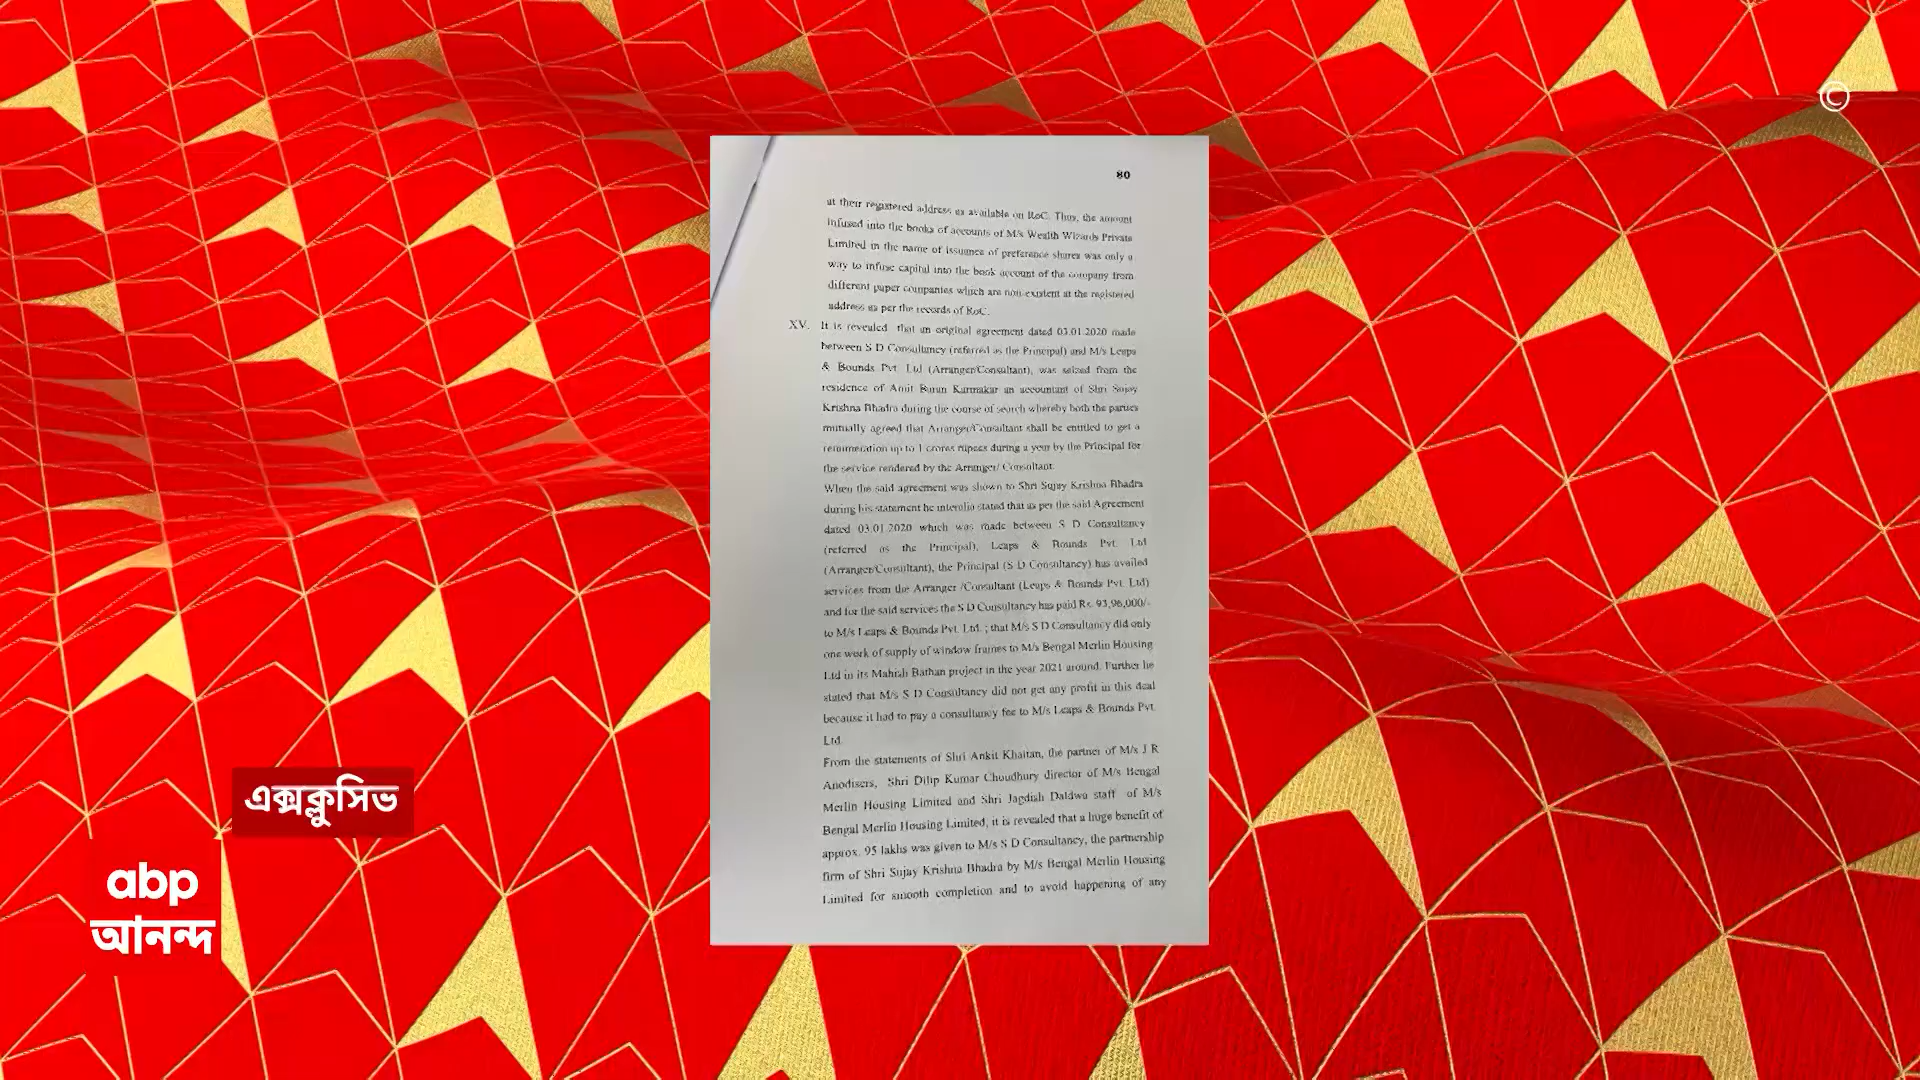 ©
80
at their registered address as available on RoC. Thus, the amount
infused into the books of accounts of M/s Wealth Wizards Private
Limited in the name of issuance of preference shares was only a
way to infuse capital into the book account of the company from
different paper companies which are non-existent at the registered
address as per the records of RoC.
XV. It is revealed that an original agreement dated 03.01.2020 made
between S D Consultancy (referred as the Principal) and M/s Leaps
& Bounds Pvt. Ltd (Arranger/Consultant), was seized from the
residence of Amit Baran Karmakar an accountant of Shri Sujay
Krishna Bhadra during the course of search whereby both the parties
mutually agreed that Arranger/Consultant shall be entitled to get a
remuneration up to 1 crores rupees during a year by the Principal for
the service rendered by the Arranger/ Consultant.
When the said agreement was shown to Shri Sujay Krishna Bhadra
during his statement he interalia stated that as per the said Agreement
dated 03.01.2020 which was made between S D Consultancy
(referred as the Principal), Leaps & Bounds Pvt. Ltd
(Arranger/Consultant), the Principal (S D Consultancy) has availed
services from the Arranger /Consultant (Leaps & Bounds Pvt. Ltd)
and for the said services the S D Consultancy has paid Rs. 93,96,000/-
to M/s Leaps & Bounds Pvt. Ltd. ; that M/s S D Consultancy did only
one work of supply of window frames to M/s Bengal Merlin Housing
Ltd in its Mahish Bathan project in the year 2021 around. Further he
stated that M/s S D Consultancy did not get any profit in this deal
because it had to pay a consultancy fee to M/s Leaps & Bounds Pvt.
Ltd.
From the statements of Shri Ankit Khaitan, the partner of M/s J R
Anodisers, Shri Dilip Kumar Choudhury director of M/s Bengal
Merlin Housing Limited and Shri Jagdish Daldwa staff of M/s
Bengal Merlin Housing Limited, it is revealed that a huge benefit of
approx. 95 lakhs was given to M/s S D Consultancy, the partnership
firm of Shri Sujay Krishna Bhadra by M/s Bengal Merlin Housing
Limited for smooth completion and to avoid happening of any
এক্সক্লুসিভ
abp
আনন্দ